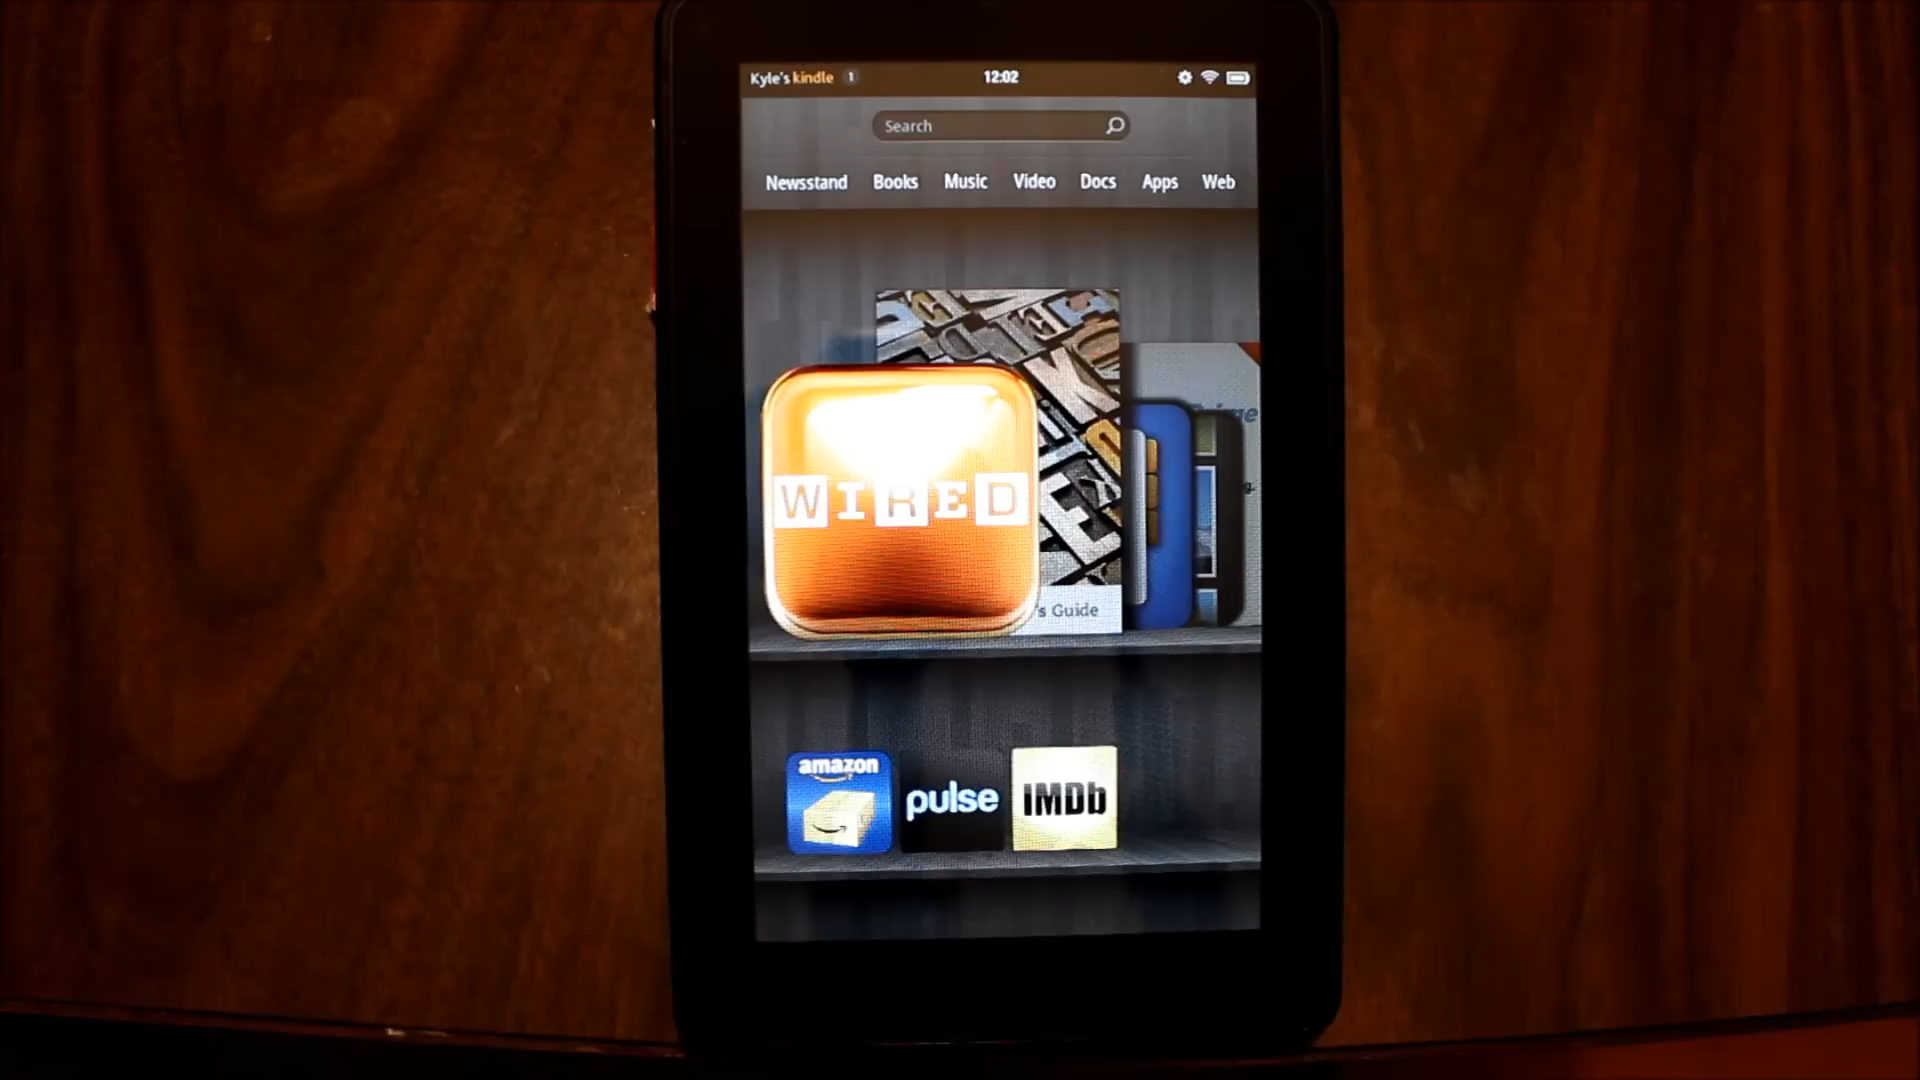 Kyle's kindle 1 12:02
Search
Newsstand Books Music Video Docs Apps Web
WIRED
's Guide
amazon
pulse
IMDb